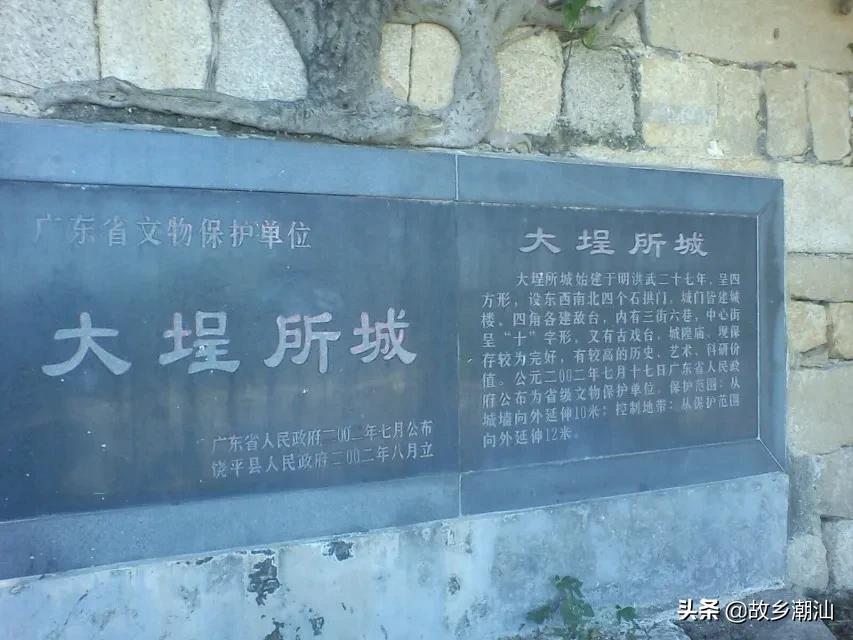 广东省文物保护单位
大埕所城
广东省人民政府二00二年七月公布
饶平县人民政府二00二年八月立
大埕所城
大埕所城始建于明洪武二十七年，呈四
方形，设东西南北四个石拱门，城门皆建城
楼、四角各建敌台，内有三街六巷，中心街
呈“十”字形，又有古戏台，城隍庙。现保
存较为完好，有较高的历史、艺术、科研价
值。公元二00二年七月十七日广东省人民政
府公布为省级文物保护单位。保护范围：从
城墙向外延伸10米；控制地带：从保护范围
向外延伸12米。
头条 @故乡潮汕